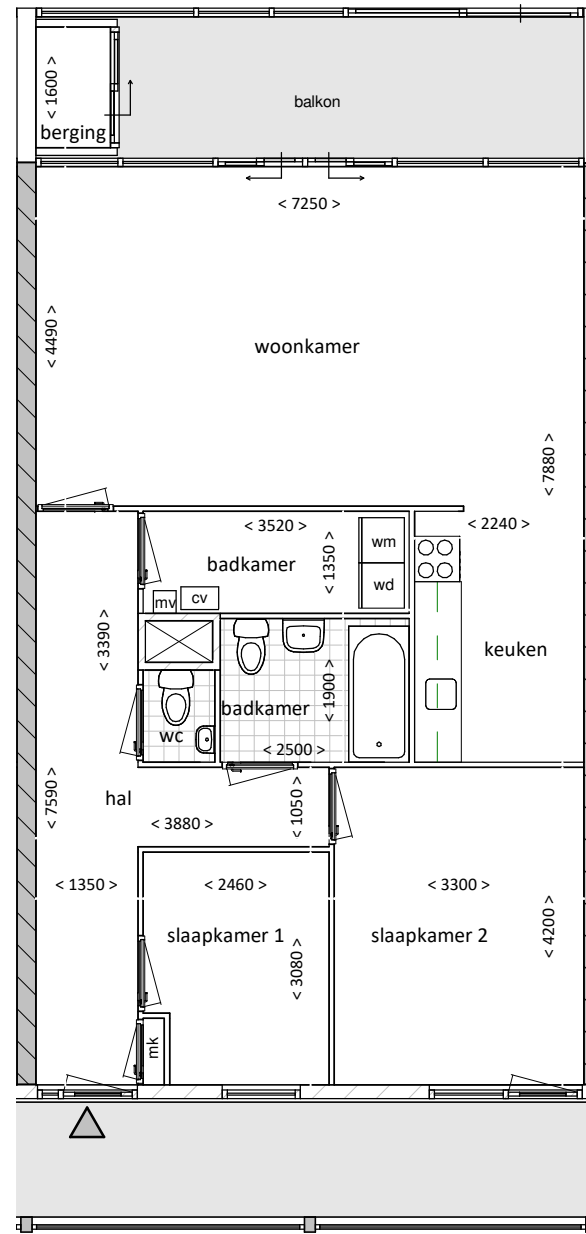 balkon
< 1600 >
berging
< 7250 >
< 4490 >
woonkamer
< 7880 >
< 3520 >
< 2240 >
wm
badkamer
< 1350 >
wd
mv
cv
< 3390 >
keuken
badkamer
< 1900 >
wc
< 2500 >
< 7590 >
hal
< 1050 >
< 3880 >
< 1350 >
< 2460 >
< 3300 >
slaapkamer 1
slaapkamer 2
< 4200 >
< 3080 >
mk